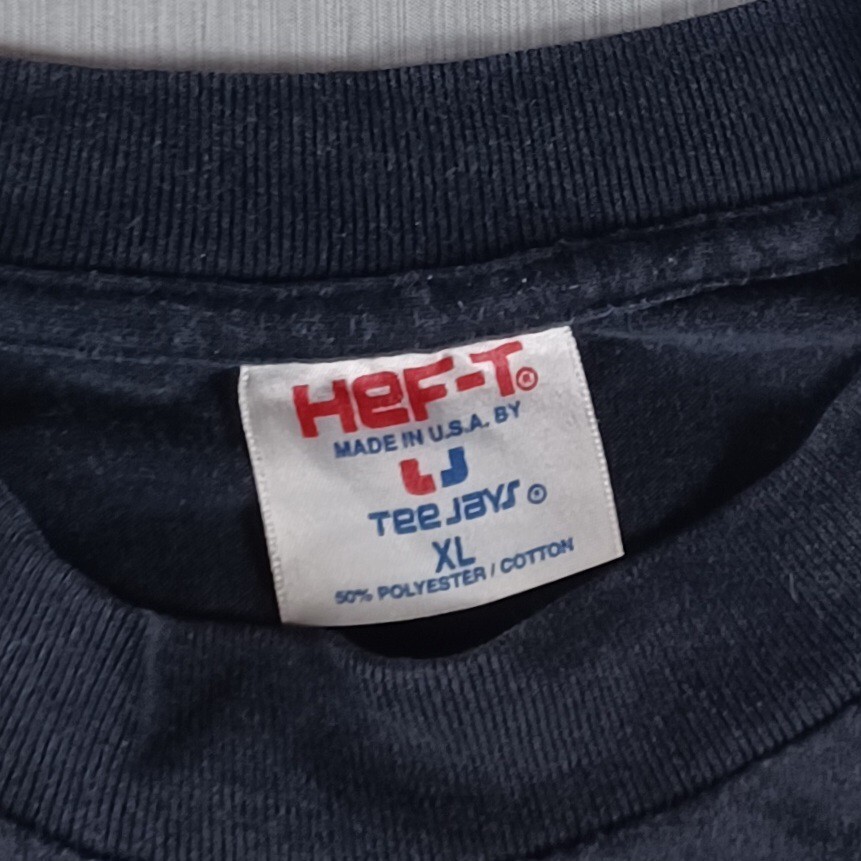 HEF-T®
MADE IN U.S.A. BY
TEE JAYS ®
XL
50% POLYESTER / COTTON